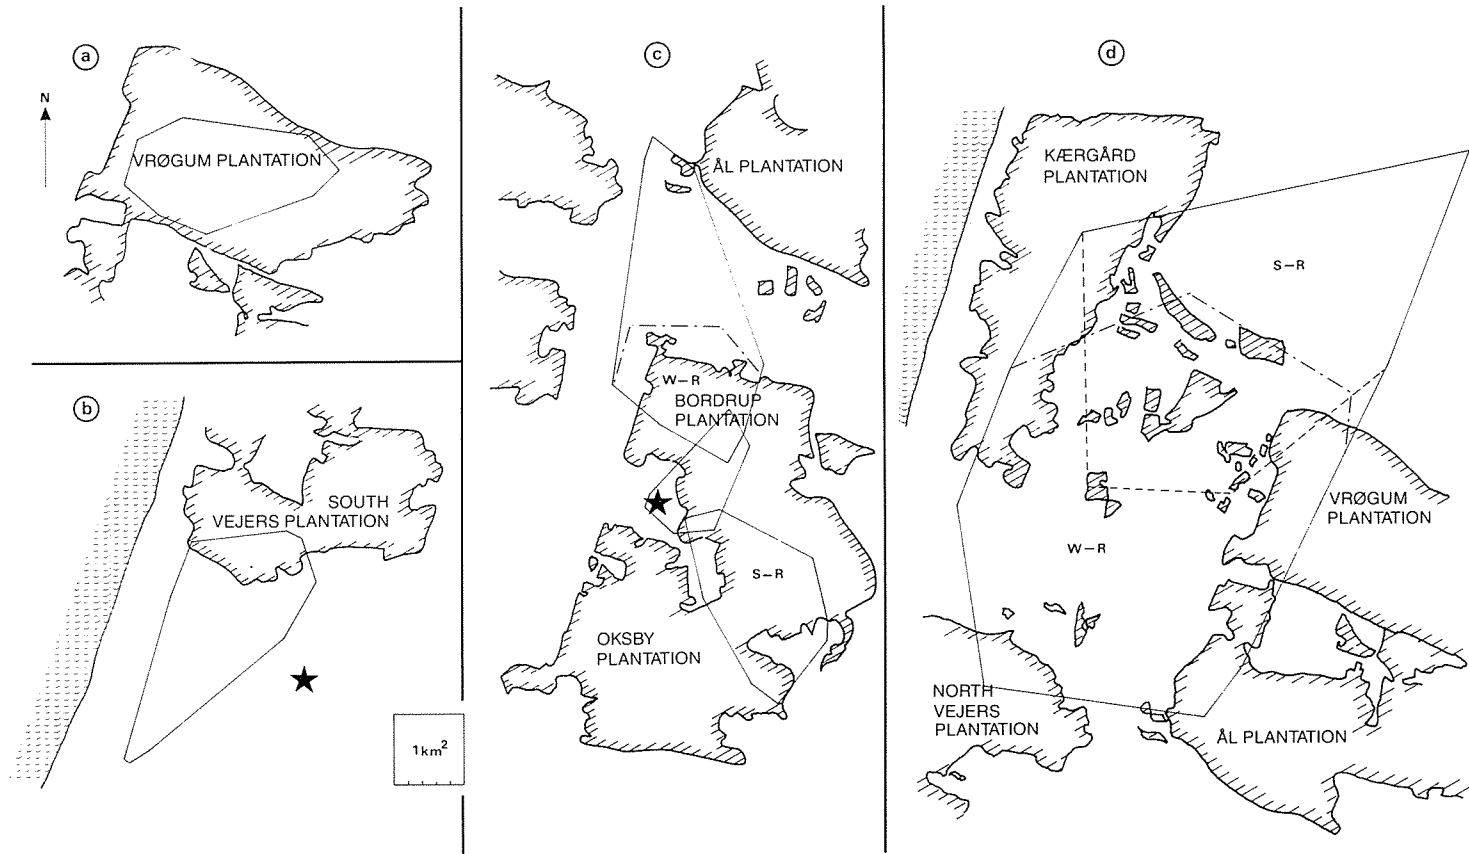 a
N
VRØGUM PLANTATION
b
SOUTH
VEJERS PLANTATION
1km²
c
ÅL PLANTATION
W–R
BORDRUP
PLANTATION
S–R
OKSBY
PLANTATION
d
KÆRGÅRD
PLANTATION
S–R
VRØGUM
PLANTATION
W–R
NORTH
VEJERS
PLANTATION
ÅL PLANTATION